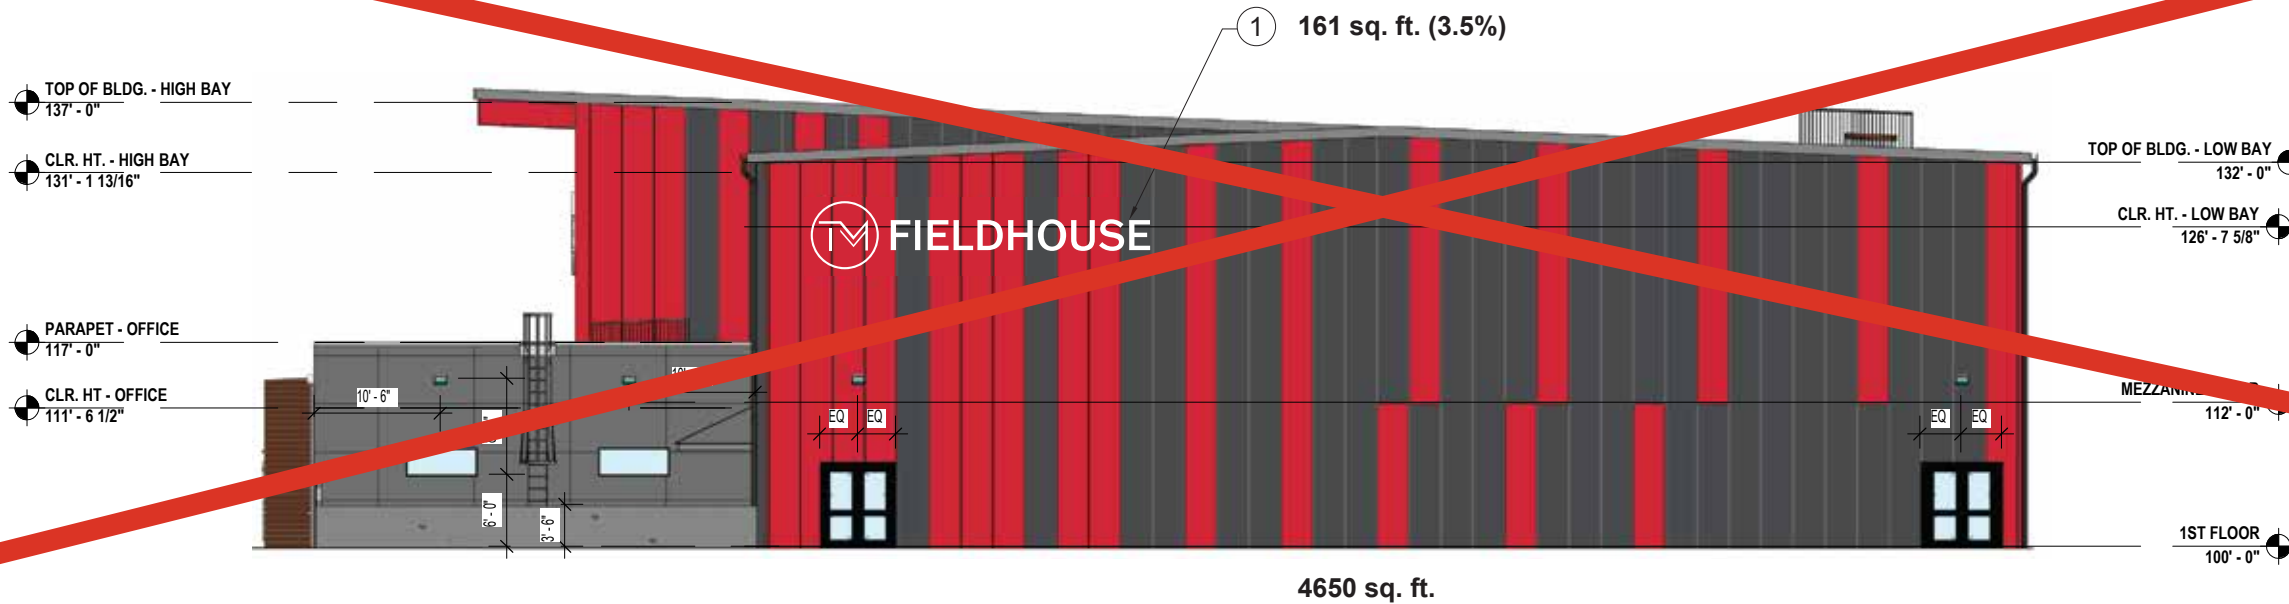 1 161 sq. ft. (3.5%)
TOP OF BLDG. - HIGH BAY
137' - 0"
CLR. HT. - HIGH BAY
131' - 1 13/16"
TOP OF BLDG. - LOW BAY
132' - 0"
CLR. HT. - LOW BAY
126' - 7 5/8"
TM FIELDHOUSE
PARAPET - OFFICE
117' - 0"
CLR. HT - OFFICE
111' - 6 1/2"
10' - 6"
EQ EQ
EQ EQ
112' - 0"
6' - 0"
3' - 6"
1ST FLOOR
100' - 0"
4650 sq. ft.